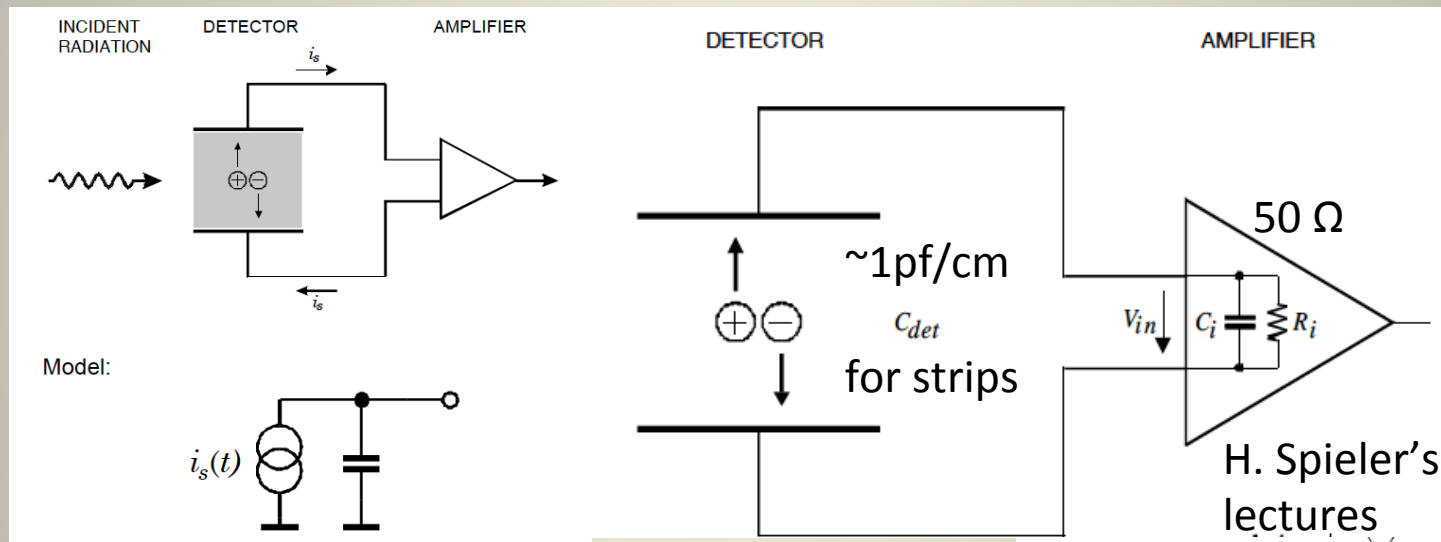 INCIDENT
RADIATION
DETECTOR
AMPLIFIER
i_s
i_s
Model:
i_s(t)
DETECTOR
AMPLIFIER
~1pf/cm
C_det
for strips
50 Ω
V_in
C_i
R_i
H. Spieler's
lectures